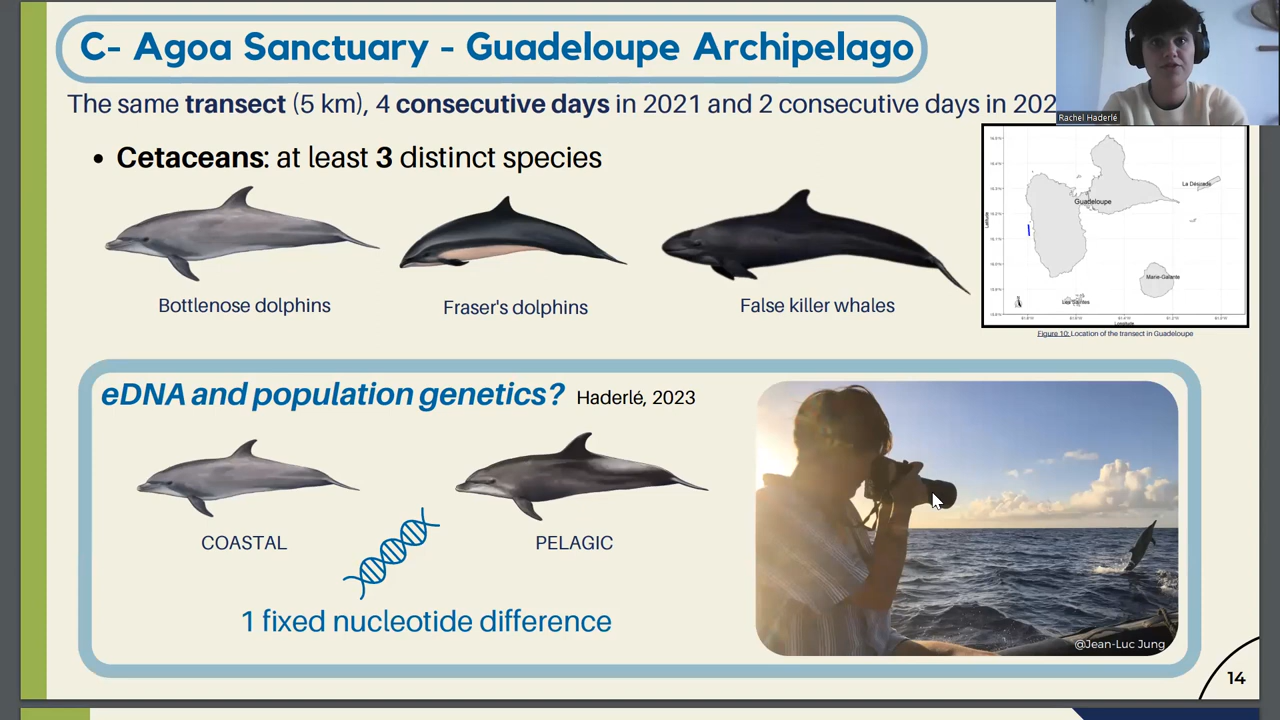 C- Agoa Sanctuary - Guadeloupe Archipelago
The same transect (5 km), 4 consecutive days in 2021 and 2 consecutive days in 202
Rachel Haderlé
• Cetaceans: at least 3 distinct species
Bottlenose dolphins
Fraser's dolphins
False killer whales
Guadeloupe
La Désirade
Marie-Galante
Les Saintes
Latitude
Longitude
Figure 10: Location of the transect in Guadeloupe
eDNA and population genetics? Haderlé, 2023
COASTAL
PELAGIC
1 fixed nucleotide difference
@Jean-Luc Jung
14